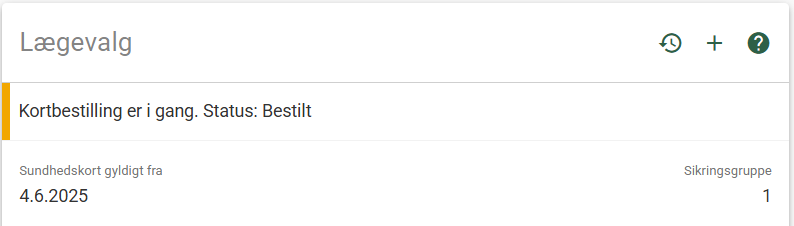 Lægevalg
Kortbestilling er i gang. Status: Bestilt
Sundhedskort gyldigt fra
Sikringsgruppe
4.6.2025
1